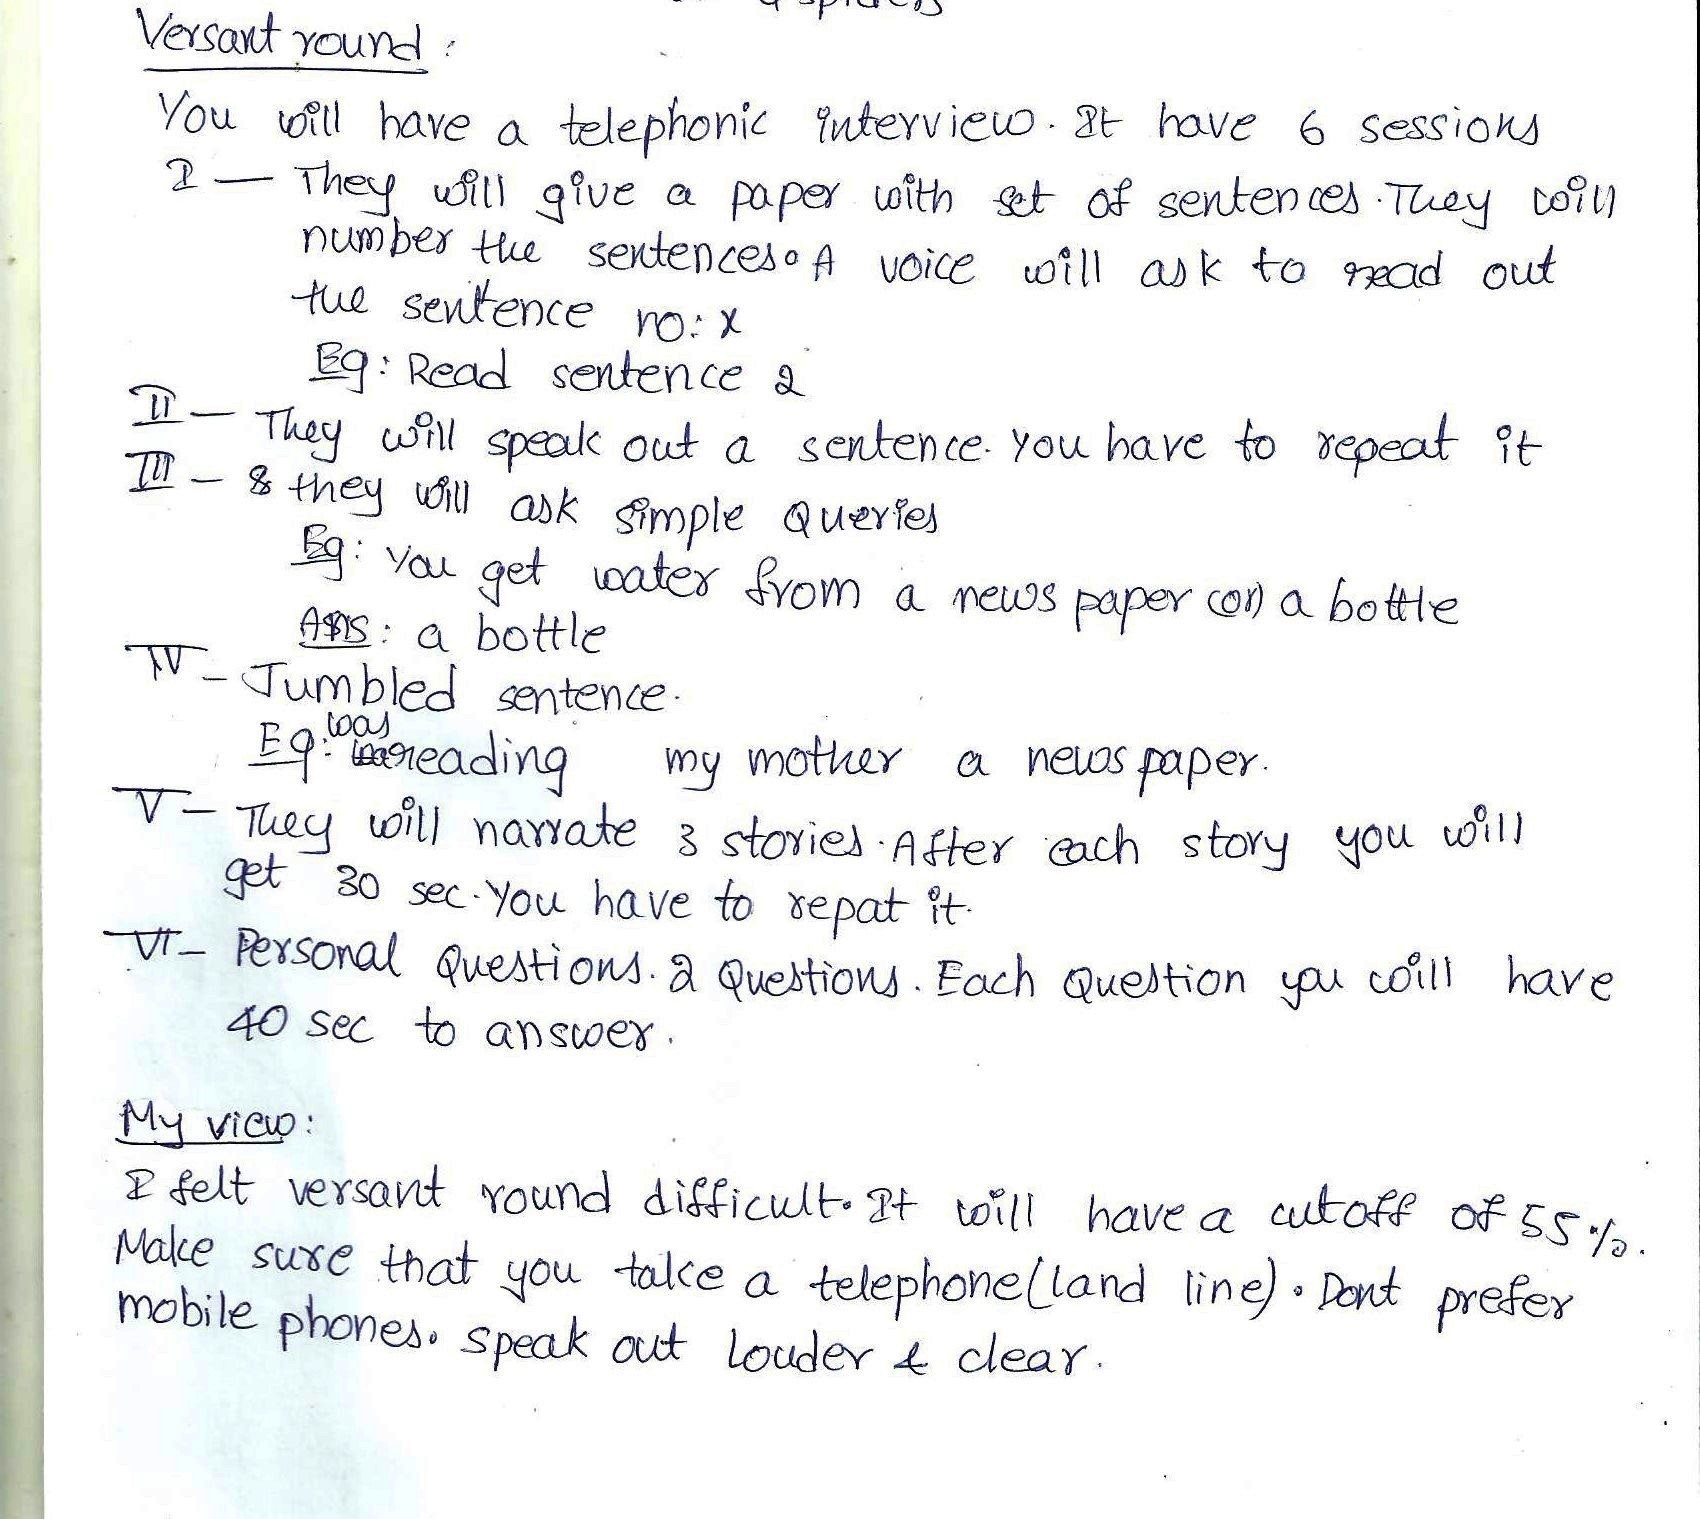 Versant round :
You will have a telephonic interview. It have 6 sessions
I — They will give a paper with set of sentences. They will
number the sentences. A voice will ask to read out
the sentence no: x
Eg: Read sentence 2
II — They will speak out a sentence. You have to repeat it
III — & they will ask simple Queries
Eg: You get water from a news paper (or) a bottle
Ans: a bottle
IV - Jumbled sentence.
Eg: was reading my mother a news paper.
V - They will narrate 3 stories. After each story you will
get 30 sec. You have to repat it.
VI - Personal Questions. 2 Questions. Each Question you will have
40 sec to answer.
My view:
I felt versant round difficult. It will have a cutoff of 55%.
Make sure that you take a telephone(land line). Dont prefer
mobile phones. speak out louder & clear.